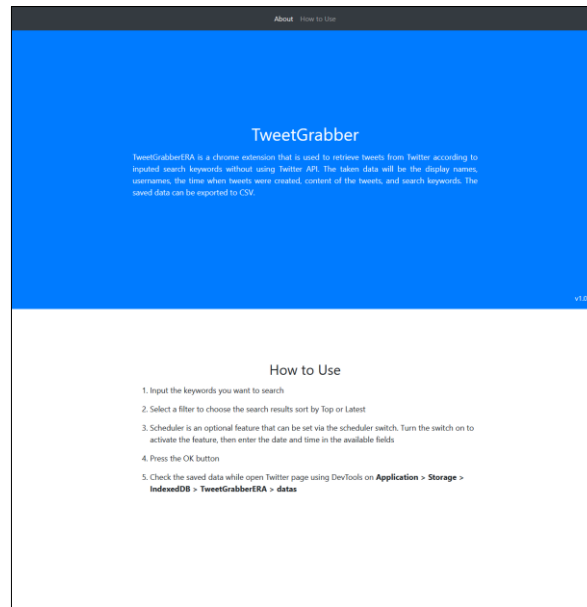 About How to Use
TweetGrabber
TweetGrabberERA is a chrome extension that is used to retrieve tweets from Twitter according to
inputed search keywords without using Twitter API. The taken data will be the display names,
usernames, the time when tweets were created, content of the tweets, and search keywords. The
saved data can be exported to CSV.
v1.0
How to Use
1. Input the keywords you want to search
2. Select a filter to choose the search results sort by Top or Latest
3. Scheduler is an optional feature that can be set via the scheduler switch. Turn the switch on to
activate the feature, then enter the date and time in the available fields
4. Press the OK button
5. Check the saved data while open Twitter page using DevTools on Application > Storage >
IndexedDB > TweetGrabberERA > datas